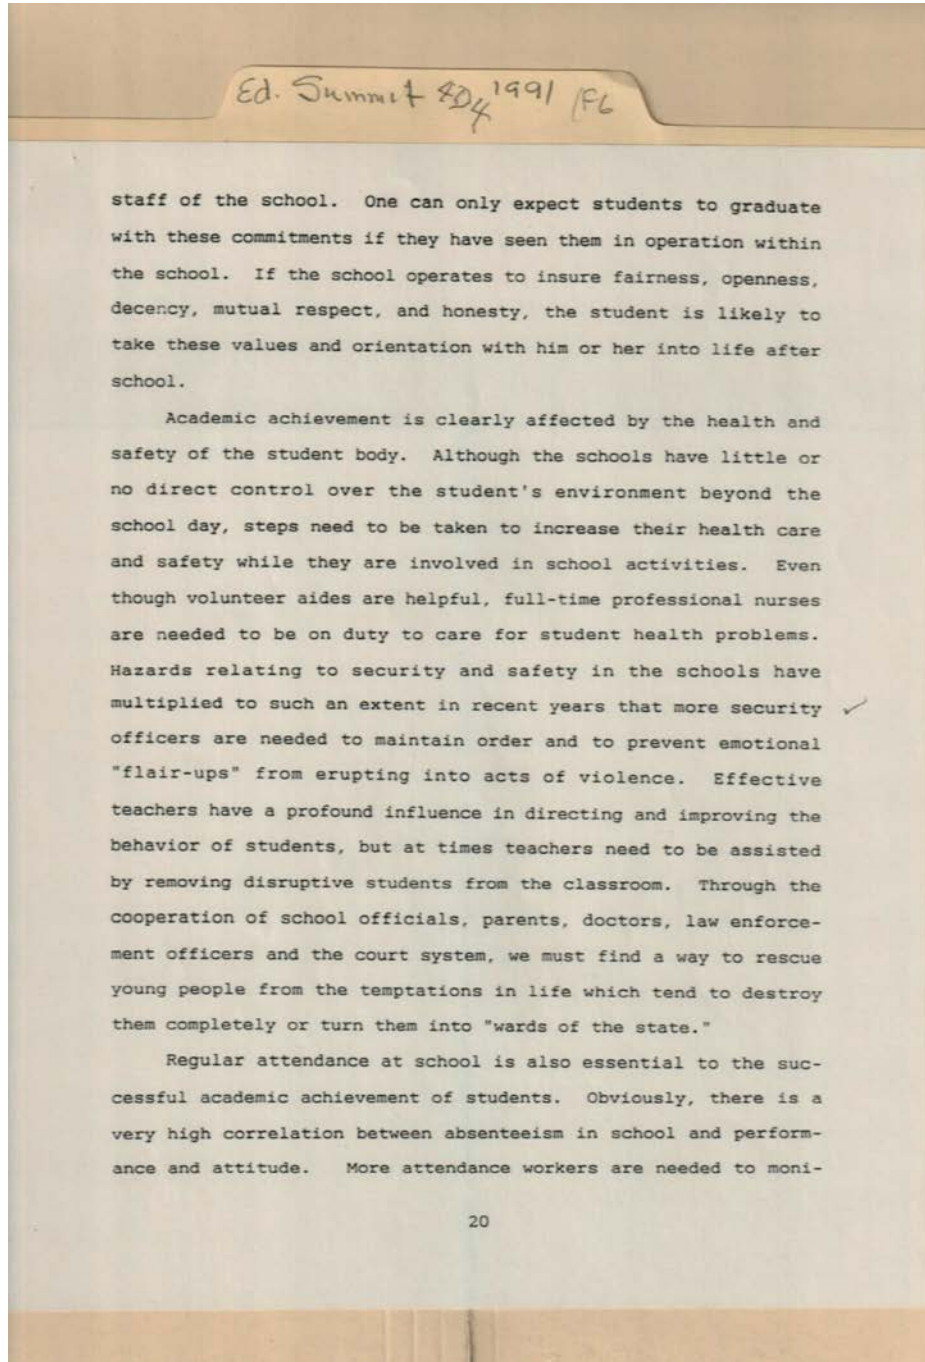 Ed. Summit 1991
staff of the school. One can only expect students to graduate
with these commitments if they have seen them in operation within
the school. If the school operates to insure fairness, openness,
decency, mutual respect, and honesty, the student is likely to
take these values and orientation with him or her into life after
school.
Academic achievement is clearly affected by the health and
safety of the student body. Although the schools have little or
no direct control over the student's environment beyond the
school day, steps need to be taken to increase their health care
and safety while they are involved in school activities. Even
though volunteer aides are helpful, full-time professional nurses
are needed to be on duty to care for student health problems.
Hazards relating to security and safety in the schools have
multiplied to such an extent in recent years that more security
officers are needed to maintain order and to prevent emotional
"flair-ups" from erupting into acts of violence. Effective
teachers have a profound influence in directing and improving the
behavior of students, but at times teachers need to be assisted
by removing disruptive students from the classroom. Through the
cooperation of school officials, parents, doctors, law enforce-
ment officers and the court system, we must find a way to rescue
young people from the temptations in life which tend to destroy
them completely or turn them into "wards of the state."
Regular attendance at school is also essential to the suc-
cessful academic achievement of students. Obviously, there is a
very high correlation between absenteeism in school and perform-
ance and attitude. More attendance workers are needed to moni-
20